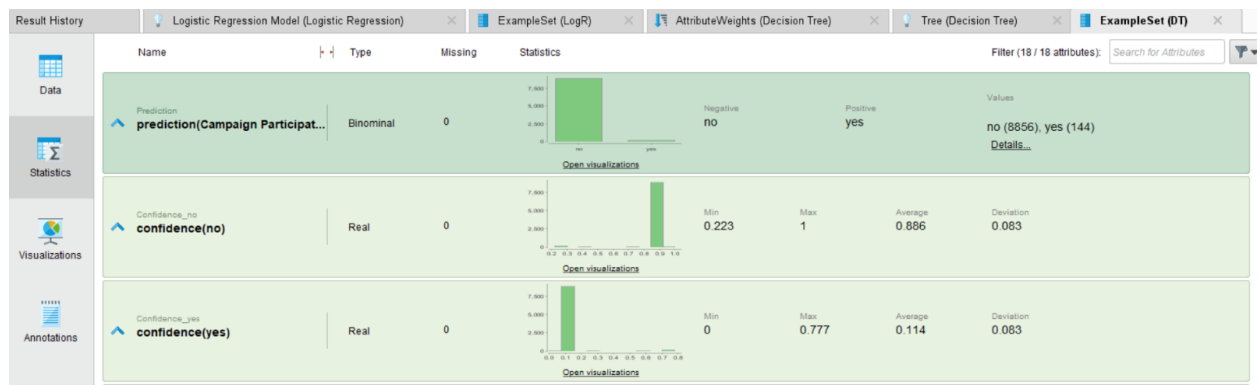 Result History
Logistic Regression Model (Logistic Regression)
ExampleSet (LogR)
AttributeWeights (Decision Tree)
Tree (Decision Tree)
ExampleSet (DT)
Data
Statistics
Visualizations
Annotations
Name Type Missing Statistics Filter (18 / 18 attributes): Search for Attributes
Prediction
prediction(Campaign Participat...
Binominal
0
7,500
5,000
2,500
0
no yes
Open visualizations
Negative
no
Positive
yes
Values
no (8856), yes (144)
Details...
Confidence_no
confidence(no)
Real
0
7,500
5,000
2,500
0
0.2 0.3 0.4 0.5 0.6 0.7 0.8 0.9 1.0
Open visualizations
Min
0.223
Max
1
Average
0.886
Deviation
0.083
Confidence_yes
confidence(yes)
Real
0
7,500
5,000
2,500
0
0.0 0.1 0.2 0.3 0.4 0.5 0.6 0.7 0.8
Open visualizations
Min
0
Max
0.777
Average
0.114
Deviation
0.083